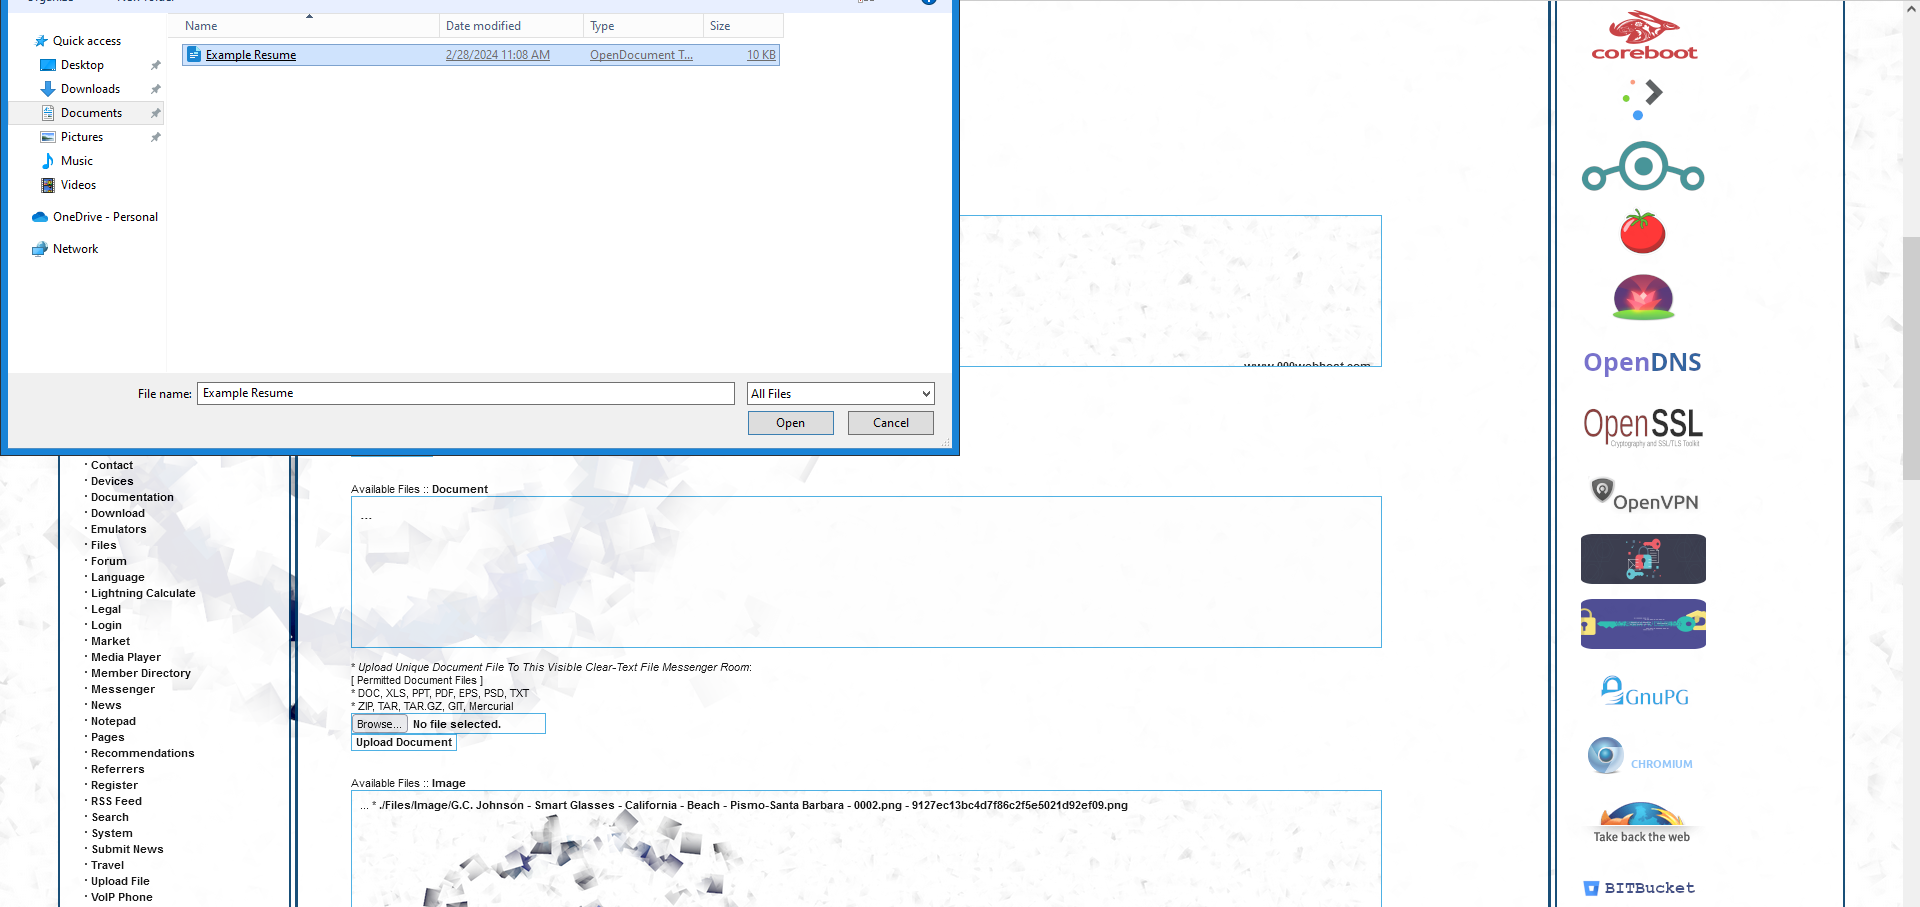 Name Date modified Type Size
Example Resume 2/28/2024 11:08 AM OpenDocument T... 10 KB
Quick access
Desktop
Downloads
Documents
Pictures
Music
Videos
OneDrive - Personal
Network
File name: Example Resume All Files
Open Cancel
· Contact
· Devices
· Documentation
· Download
· Emulators
· Files
· Forum
· Language
· Lightning Calculate
· Legal
· Login
· Market
· Media Player
· Member Directory
· Messenger
· News
· Notepad
· Pages
· Recommendations
· Referrers
· Register
· RSS Feed
· Search
· System
· Submit News
· Travel
· Upload File
· VoIP Phone
www.000webhost.com
Available Files :: Document
...
* Upload Unique Document File To This Visible Clear-Text File Messenger Room:
[ Permitted Document Files ]
* DOC, XLS, PPT, PDF, EPS, PSD, TXT
* ZIP, TAR, TAR.GZ, GIT, Mercurial
Browse... No file selected.
Upload Document
Available Files :: Image
... * ./Files/Image/G.C. Johnson - Smart Glasses - California - Beach - Pismo-Santa Barbara - 0002.png - 9127ec13bc4d7f86c2f5e5021d92ef09.png
coreboot
OpenDNS
OpenSSL
Cryptography and SSL/TLS Toolkit
OpenVPN
GnuPG
CHROMIUM
Take back the web
BITBucket